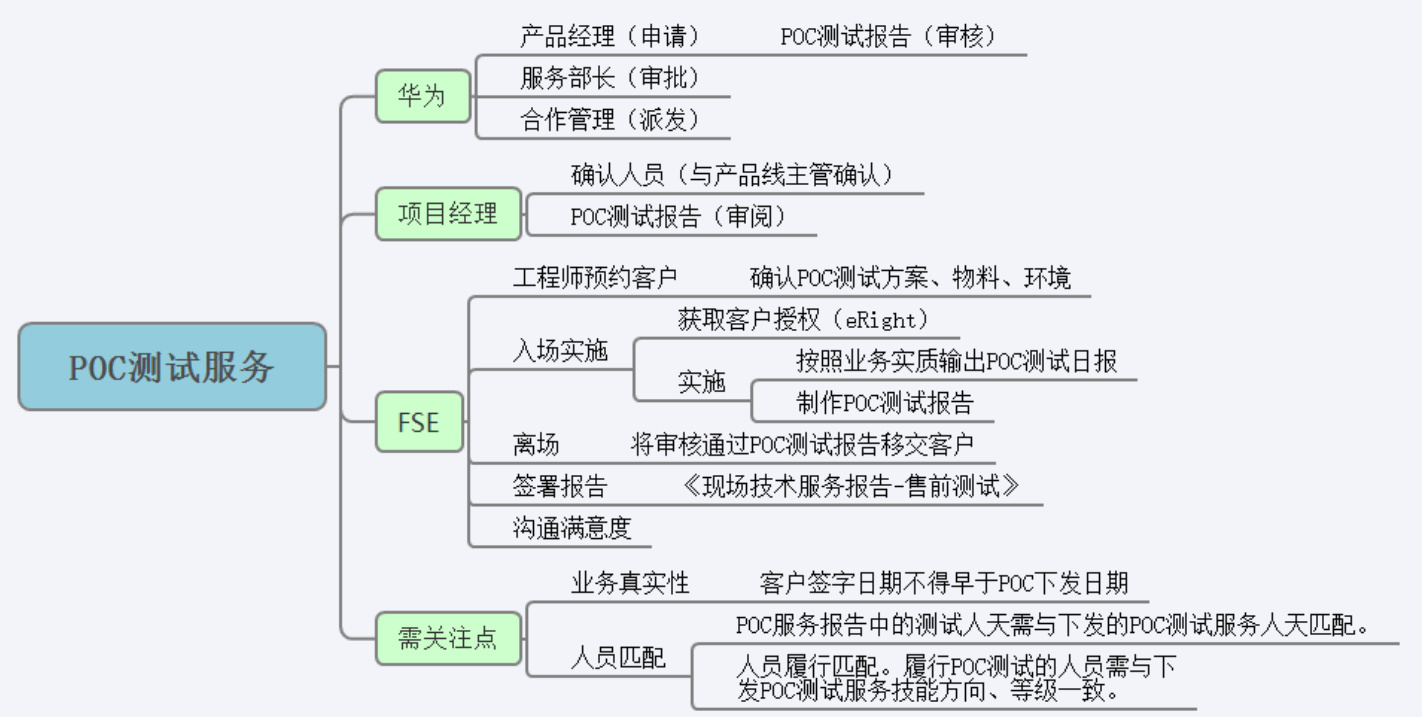 POC测试服务
华为
产品经理（申请） POC测试报告（审核）
服务部长（审批）
合作管理（派发）
项目经理
确认人员（与产品线主管确认）
POC测试报告（审阅）
FSE
工程师预约客户 确认POC测试方案、物料、环境
入场实施
获取客户授权（eRight）
实施
按照业务实质输出POC测试日报
制作POC测试报告
离场 将审核通过POC测试报告移交客户
签署报告 《现场技术服务报告-售前测试》
沟通满意度
需关注点
业务真实性 客户签字日期不得早于POC下发日期
人员匹配
POC服务报告中的测试人天需与下发的POC测试服务人天匹配。
人员履行匹配。履行POC测试的人员需与下
发POC测试服务技能方向、等级一致。